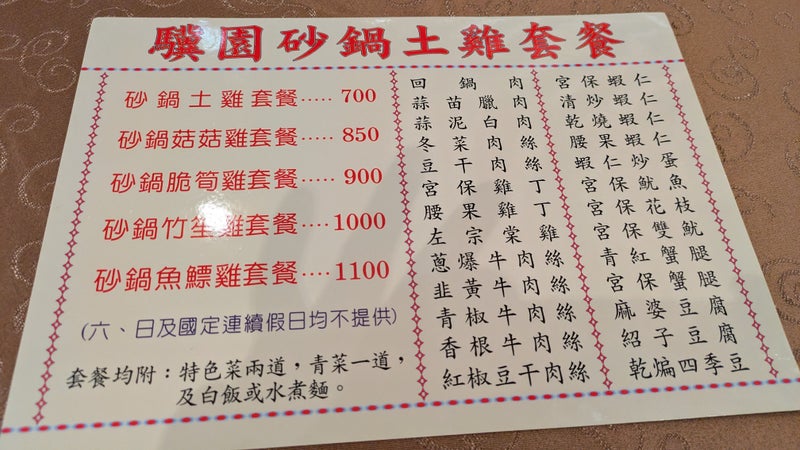 驥園砂鍋土雞套餐
砂鍋土雞套餐‥‥‥700
砂鍋菇菇雞套餐‥‥850
砂鍋脆筍雞套餐‥‥900
砂鍋竹笙雞套餐‥‥1000
砂鍋魚鰾雞套餐‥‥1100
(六、日及國定連續假日均不提供)
套餐均附：特色菜兩道，青菜一道，
及白飯或水煮麵。
回鍋肉
蒜苗臘肉
蒜泥白肉
冬菜肉絲
豆干肉絲
宮保雞丁
腰果雞丁
左宗棠雞
蔥爆牛肉絲
韭黃牛肉絲
青椒牛肉絲
香根牛肉絲
紅椒豆干肉絲
宮保蝦仁
清炒蝦仁
乾燒蝦仁
腰果蝦仁
蝦仁炒蛋
宮保魷魚
宮保花枝
宮保雙魷
青紅蟹腿
宮保蟹腿
麻婆豆腐
紹子豆腐
乾煸四季豆